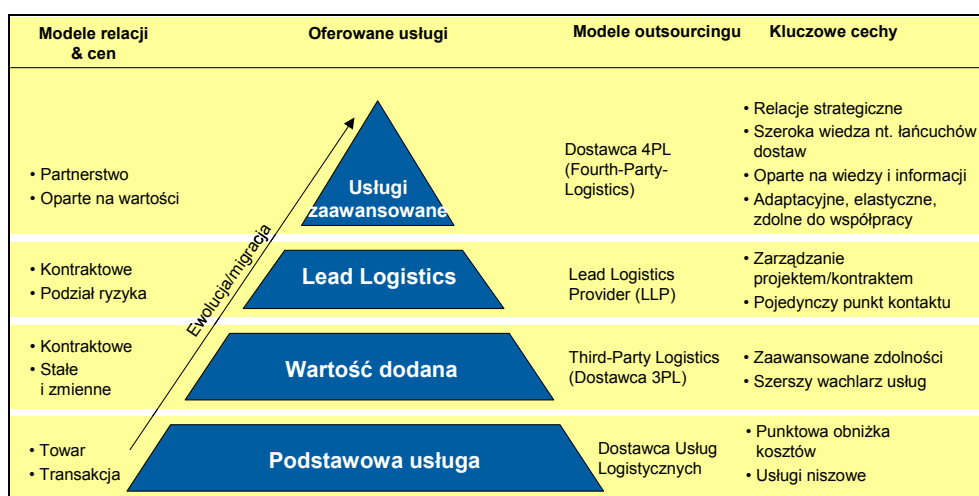 Modele relacji
& cen
Oferowane usługi
Modele outsourcingu
Kluczowe cechy
• Partnerstwo
• Oparte na wartości
Usługi
zaawansowane
Dostawca 4PL
(Fourth-Party-
Logistics)
• Relacje strategiczne
• Szeroka wiedza nt. łańcuchów
dostaw
• Oparte na wiedzy i informacji
• Adaptacyjne, elastyczne,
zdolne do współpracy
Ewolucja/migracja
• Kontraktowe
• Podział ryzyka
Lead Logistics
Lead Logistics
Provider (LLP)
• Zarządzanie
projektem/kontraktem
• Pojedynczy punkt kontaktu
• Kontraktowe
• Stałe
i zmienne
Wartość dodana
Third-Party Logistics
(Dostawca 3PL)
• Zaawansowane zdolności
• Szerszy wachlarz usług
• Towar
• Transakcja
Podstawowa usługa
Dostawca Usług
Logistycznych
• Punktowa obniżka
kosztów
• Usługi niszowe